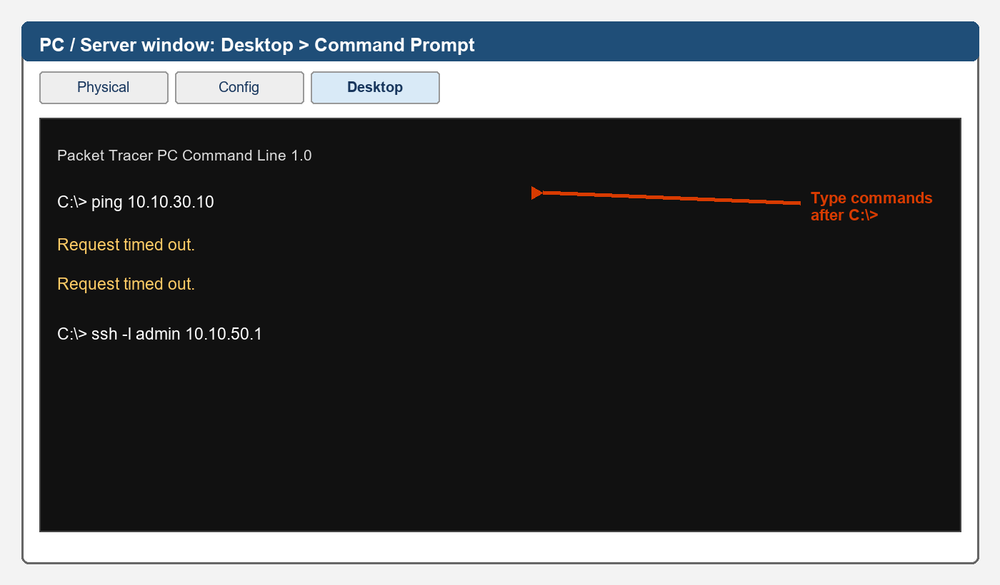 PC / Server window: Desktop > Command Prompt
Physical
Config
Desktop
Packet Tracer PC Command Line 1.0
C:\> ping 10.10.30.10
Type commands
after C:\>
Request timed out.
Request timed out.
C:\> ssh -l admin 10.10.50.1